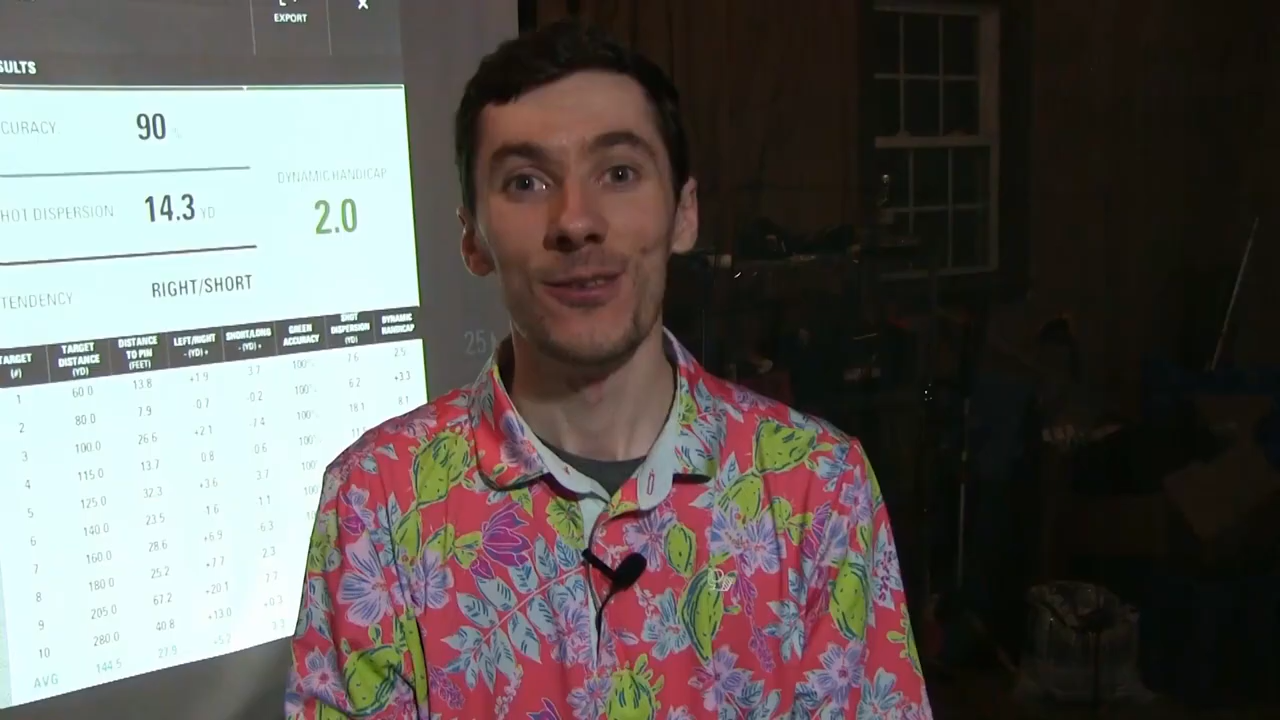 EXPORT
SULTS
CURACY 90 %
DYNAMIC HANDICAP
HOT DISPERSION 14.3 YD
2.0
TENDENCY RIGHT/SHORT
TARGET (#) TARGET DISTANCE (YD) DISTANCE TO PIN (FEET) LEFT/RIGHT - (YD) + SHORT/LONG - (YD) + GREEN ACCURACY SHOT DISPERSION (YD) DYNAMIC HANDICAP
1 60.0 13.8 +1.9 3.7 100% 7.6 2.5
2 80.0 7.9 0.7 -0.2 100% 6.2 +3.3
3 100.0 26.6 +2.1 7.4 100% 18.1 8.1
4 115.0 13.7 0.8 0.6 100%
5 125.0 32.3 +3.6 3.7
6 140.0 23.5 1.6 1.1
7 160.0 28.6 +6.9 6.3
8 180.0 25.2 +7.7 2.3
9 205.0 67.2 +20.1 7.7
10 280.0 40.8 +13.0 +0.3
AVG 144.5 27.9 +5.2 3.3
25